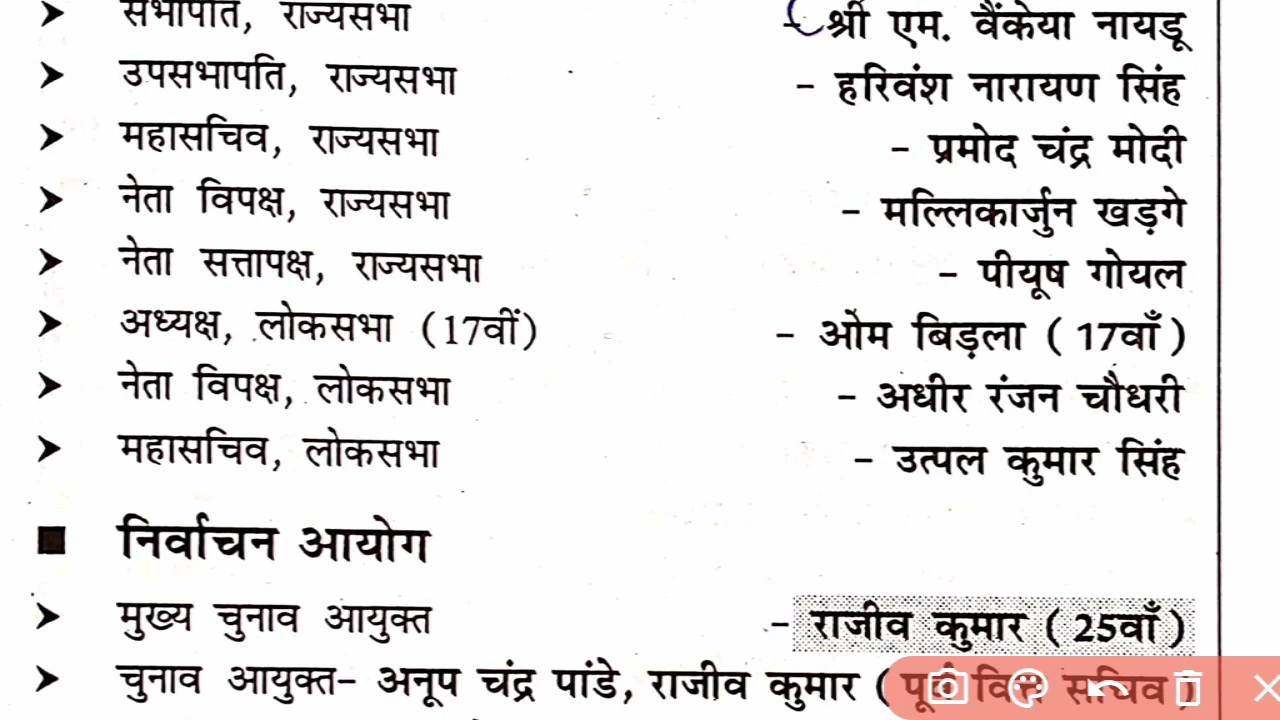 ➤ सभापति, राज्यसभा - श्री एम. वैंकेया नायडू
➤ उपसभापति, राज्यसभा - हरिवंश नारायण सिंह
➤ महासचिव, राज्यसभा - प्रमोद चंद्र मोदी
➤ नेता विपक्ष, राज्यसभा - मल्लिकार्जुन खड़गे
➤ नेता सत्तापक्ष, राज्यसभा - पीयूष गोयल
➤ अध्यक्ष, लोकसभा (17वीं) - ओम बिड़ला (17वाँ)
➤ नेता विपक्ष, लोकसभा - अधीर रंजन चौधरी
➤ महासचिव, लोकसभा - उत्पल कुमार सिंह
■ निर्वाचन आयोग
➤ मुख्य चुनाव आयुक्त - राजीव कुमार (25वाँ)
➤ चुनाव आयुक्त- अनूप चंद्र पांडे, राजीव कुमार (पूर्व वित्त सचिव)